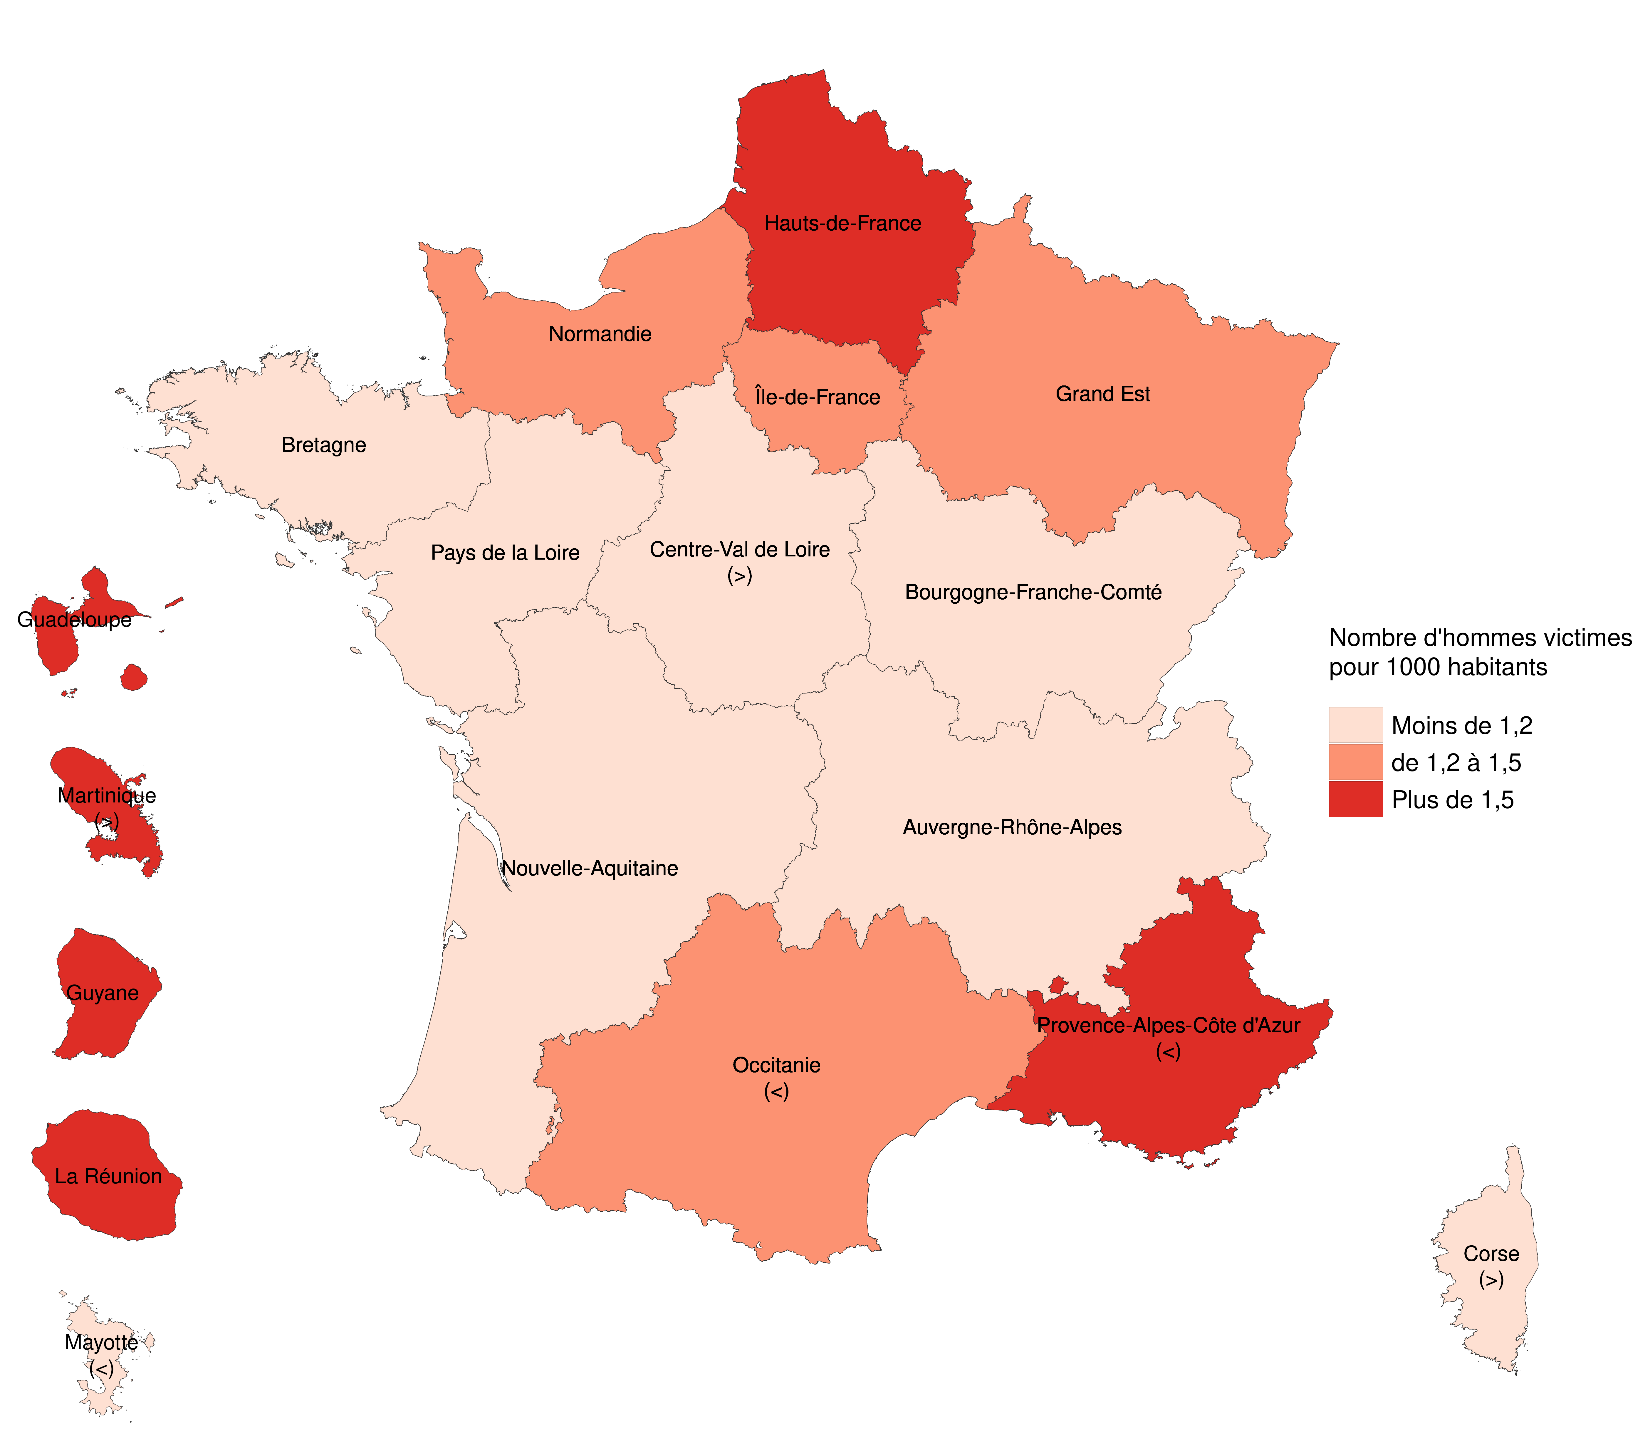 Hauts-de-France
Normandie
Île-de-France
Grand Est
Bretagne
Pays de la Loire
Centre-Val de Loire
(>)
Bourgogne-Franche-Comté
Guadeloupe
Nombre d'hommes victimes
pour 1000 habitants
Moins de 1,2
de 1,2 à 1,5
Plus de 1,5
Martinique
(>)
Auvergne-Rhône-Alpes
Nouvelle-Aquitaine
Guyane
Provence-Alpes-Côte d'Azur
(<)
Occitanie
(<)
La Réunion
Corse
(>)
Mayotte
(<)